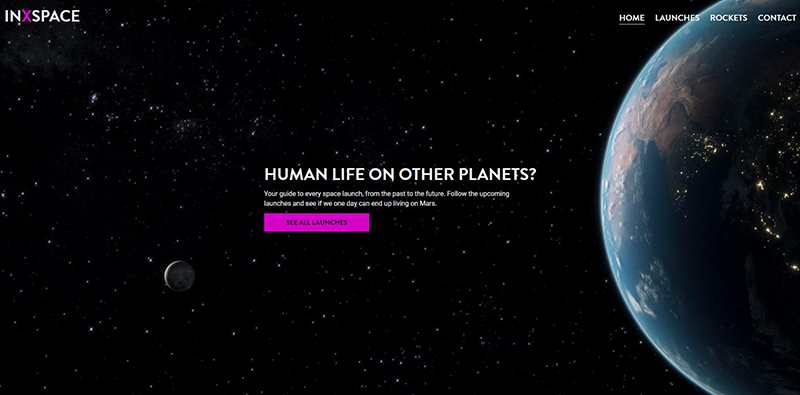 INXSPACE
HOME LAUNCHES ROCKETS CONTACT
HUMAN LIFE ON OTHER PLANETS?
Your guide to every space launch, from the past to the future. Follow the upcoming
launches and see if we one day can end up living on Mars.
SEE ALL LAUNCHES